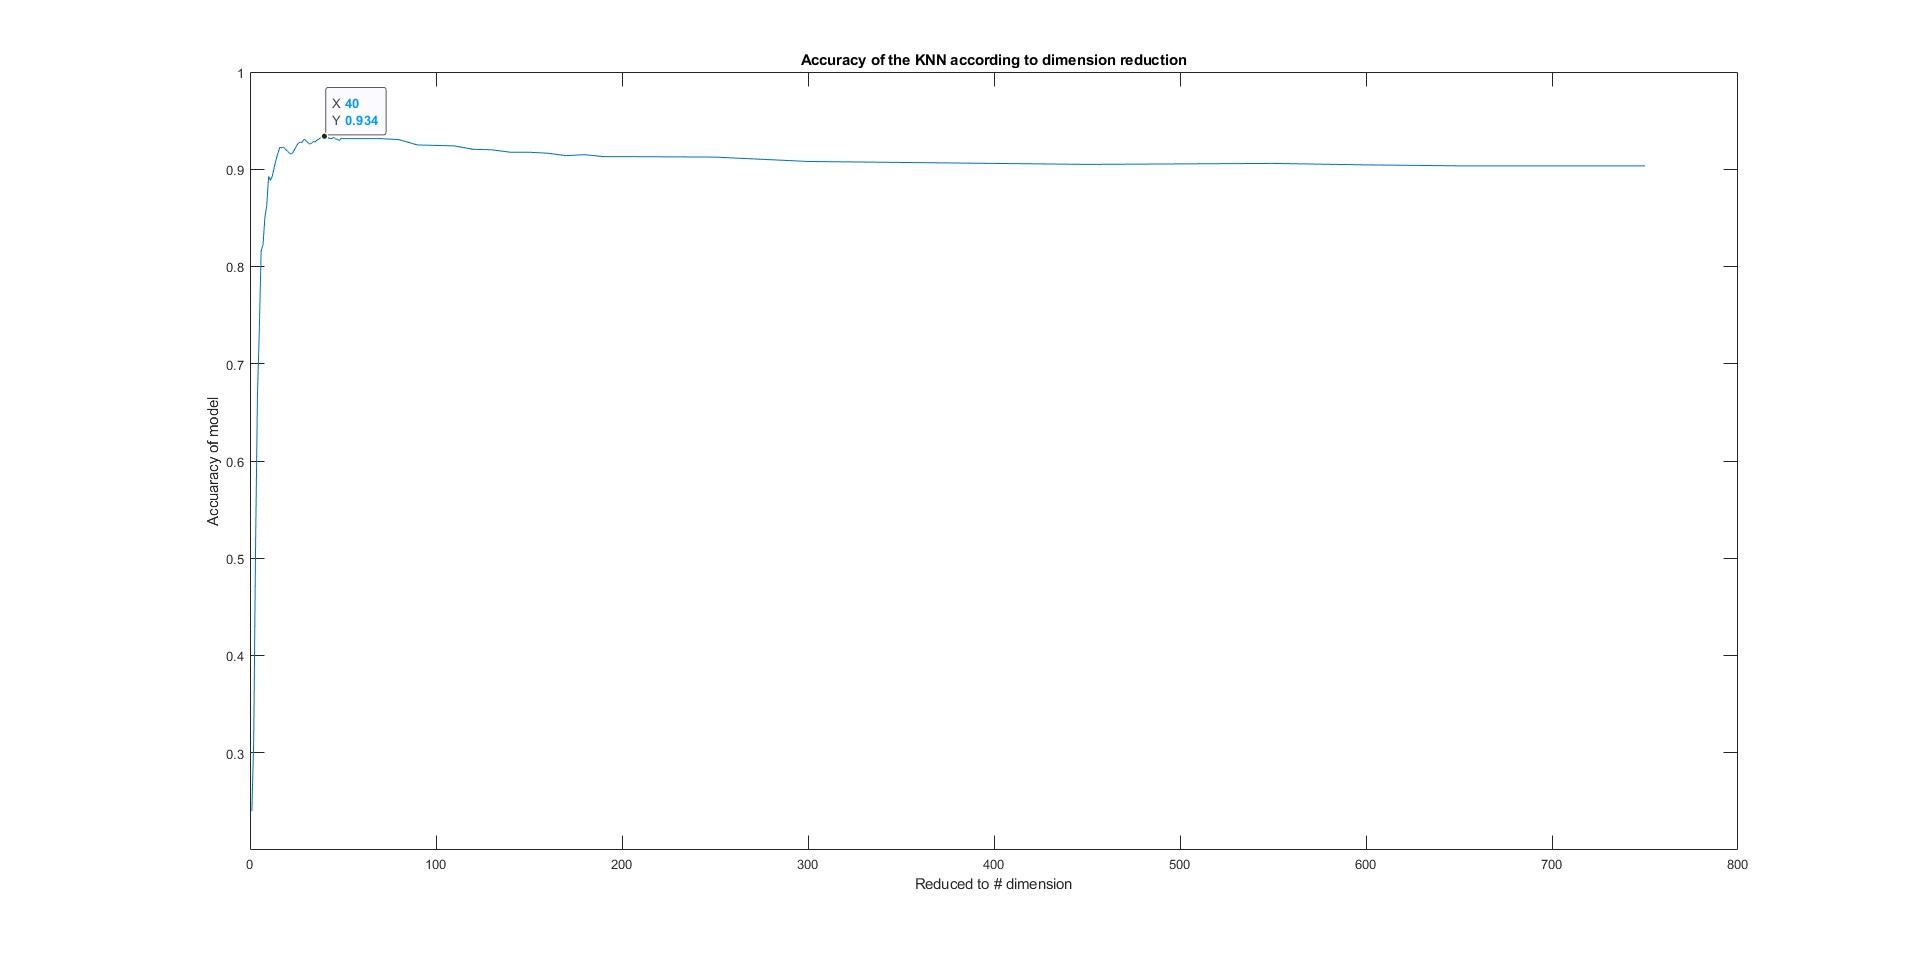 Accuracy of the KNN according to dimension reduction
1
X 40
Y 0.934
0.9
0.8
0.7
0.6
0.5
0.4
0.3
Accuaracy of model
0 100 200 300 400 500 600 700 800
Reduced to # dimension